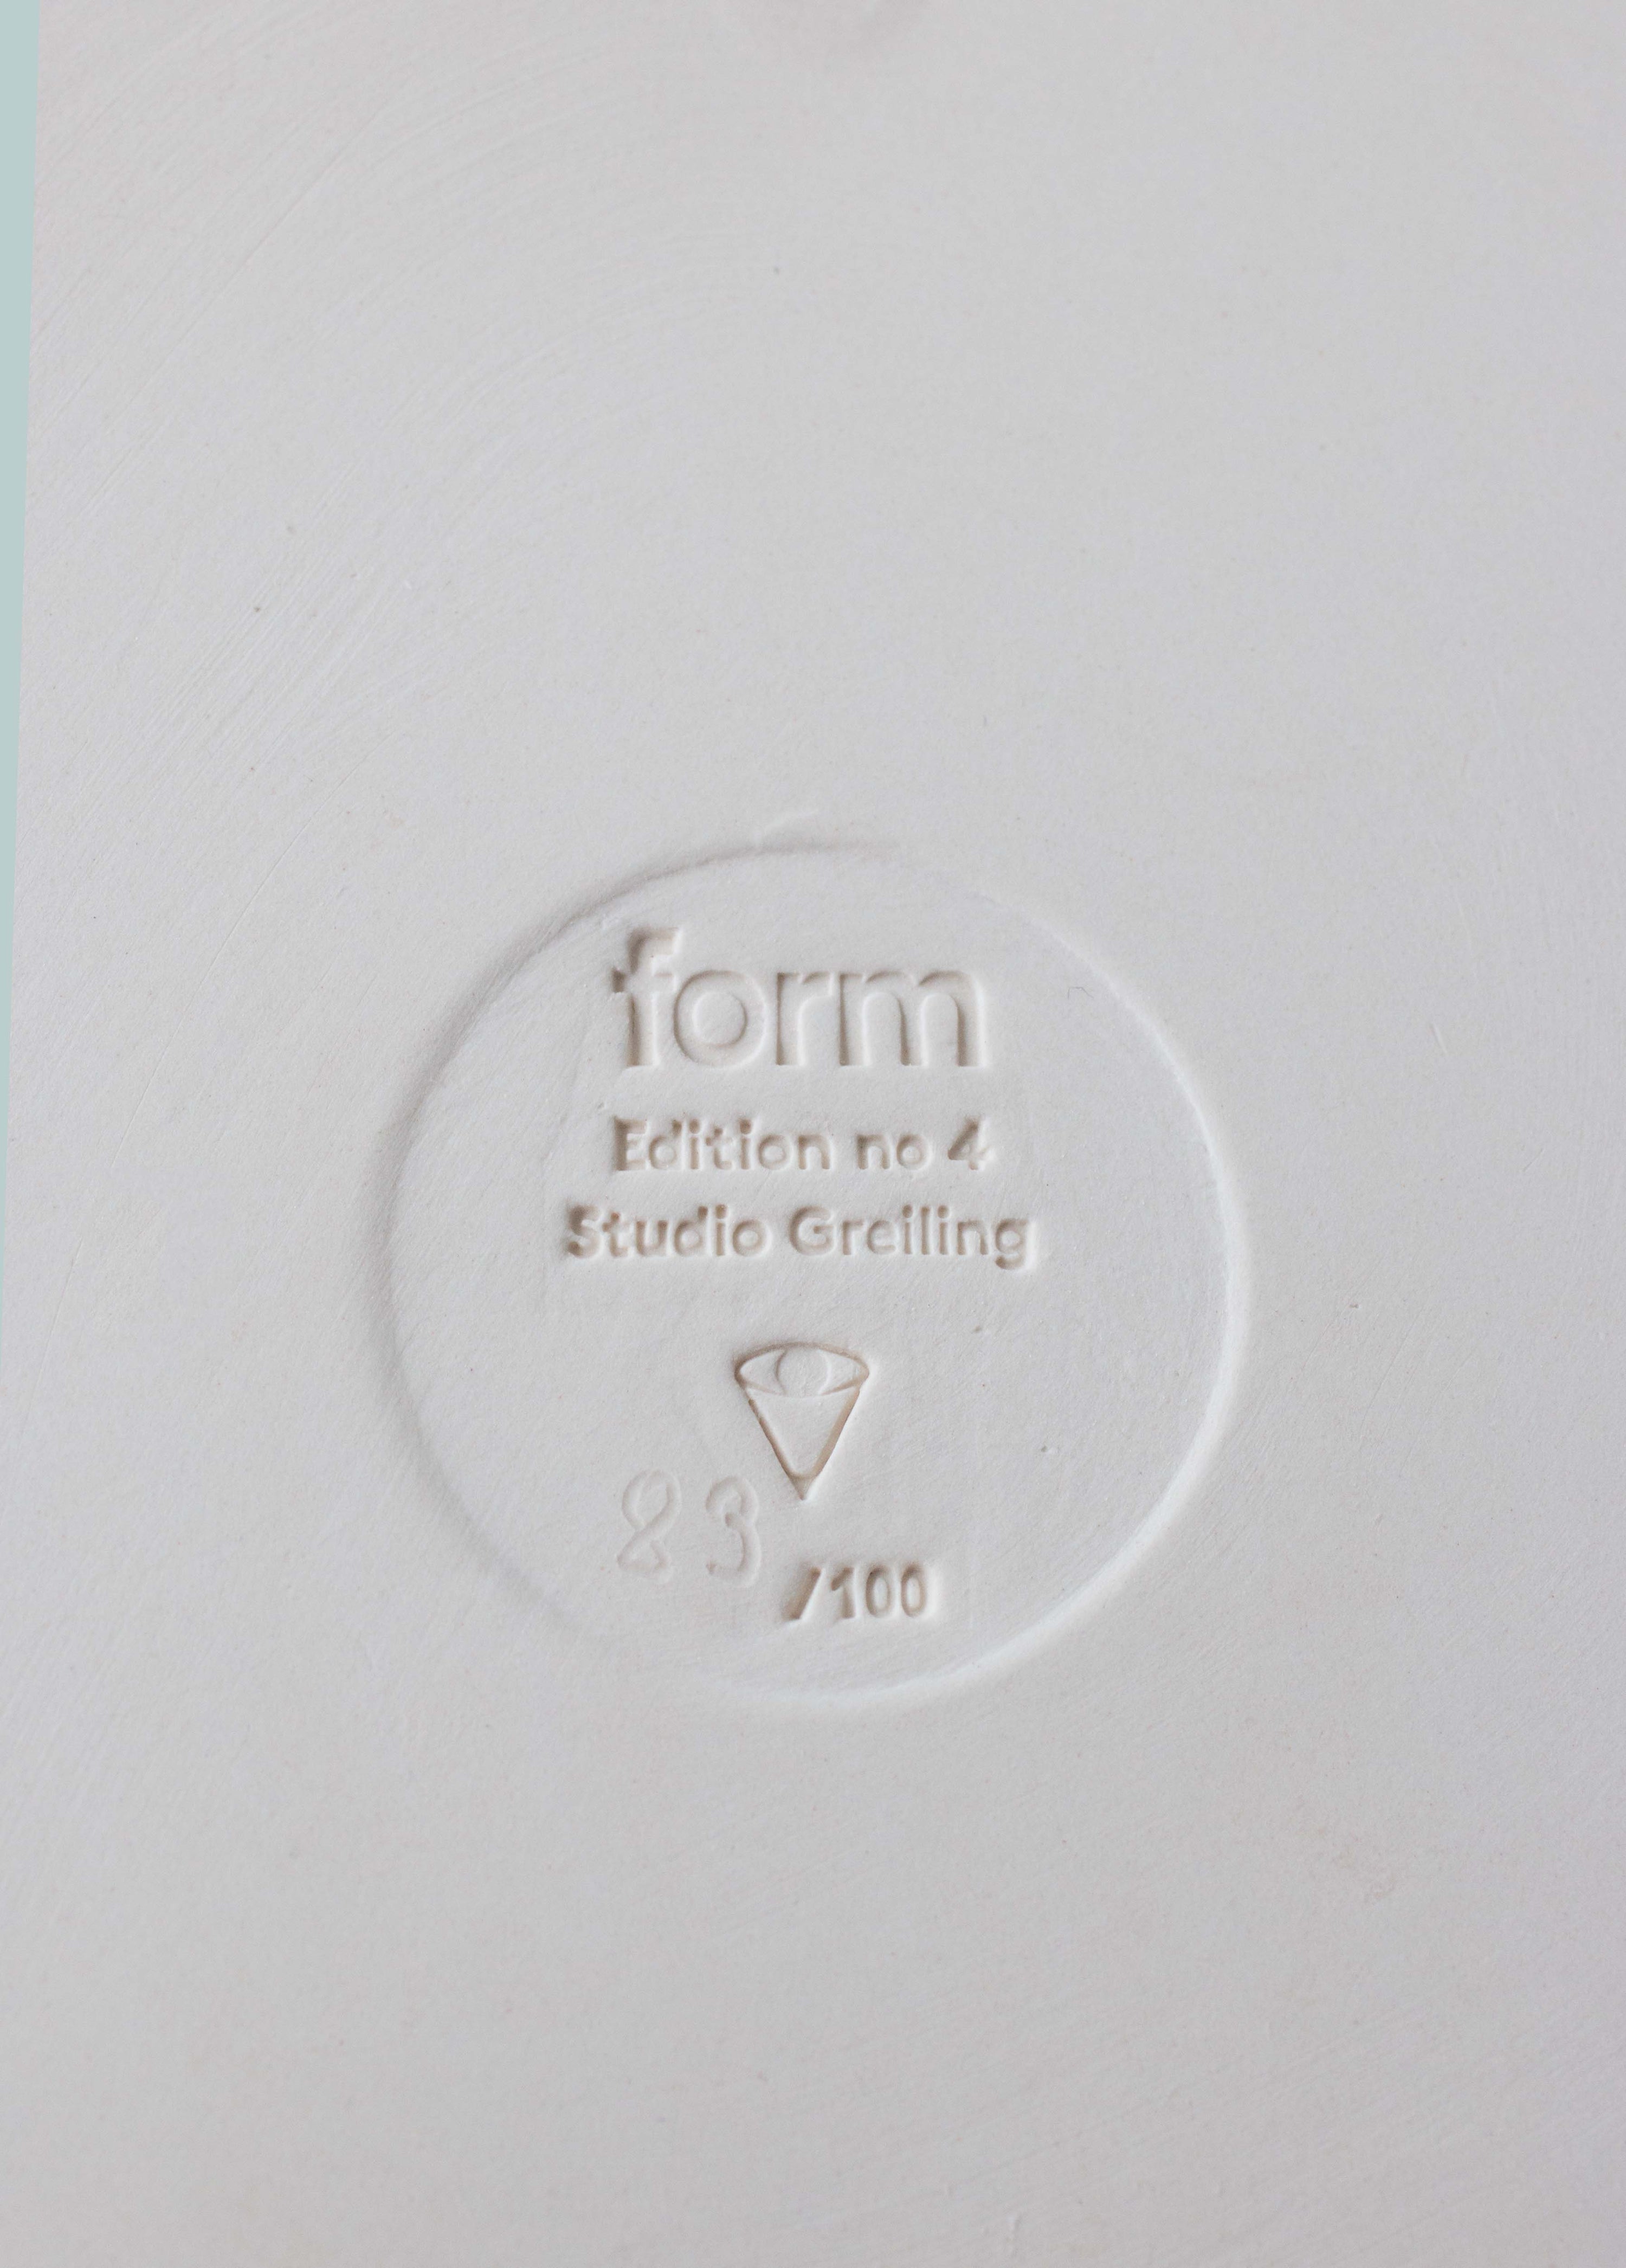 form
Edition no 4
Studio Greiling
23 /100